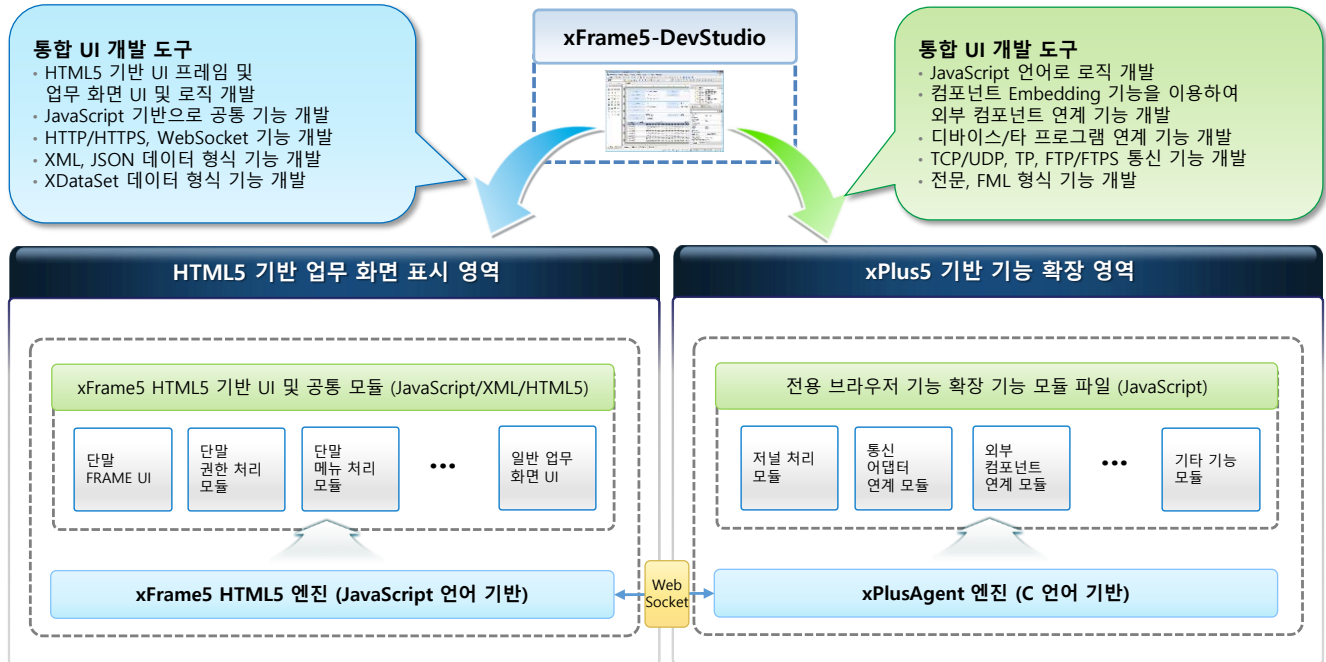 통합 UI 개발 도구
· HTML5 기반 UI 프레임 및
업무 화면 UI 및 로직 개발
· JavaScript 기반으로 공통 기능 개발
· HTTP/HTTPS, WebSocket 기능 개발
· XML, JSON 데이터 형식 기능 개발
· XDataSet 데이터 형식 기능 개발
xFrame5-DevStudio
통합 UI 개발 도구
· JavaScript 언어로 로직 개발
· 컴포넌트 Embedding 기능을 이용하여
외부 컴포넌트 연계 기능 개발
· 디바이스/타 프로그램 연계 기능 개발
· TCP/UDP, TP, FTP/FTPS 통신 기능 개발
· 전문, FML 형식 기능 개발
HTML5 기반 업무 화면 표시 영역
xFrame5 HTML5 기반 UI 및 공통 모듈 (JavaScript/XML/HTML5)
단말
FRAME UI
단말
권한 처리
모듈
단말
메뉴 처리
모듈
•••
일반 업무
화면 UI
xFrame5 HTML5 엔진 (JavaScript 언어 기반)
Web
Socket
xPlus5 기반 기능 확장 영역
전용 브라우저 기능 확장 기능 모듈 파일 (JavaScript)
저널 처리
모듈
통신
어댑터
연계 모듈
외부
컴포넌트
연계 모듈
•••
기타 기능
모듈
xPlusAgent 엔진 (C 언어 기반)